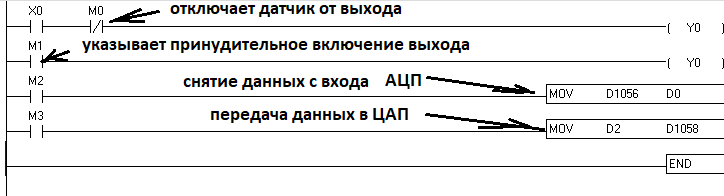 X0 M0 отключает датчик от выхода
( Y0 )
M1 указывает принудительное включение выхода
( Y0 )
M2 снятие данных с входа АЦП
MOV D1056 D0
M3 передача данных в ЦАП
MOV D2 D1058
END